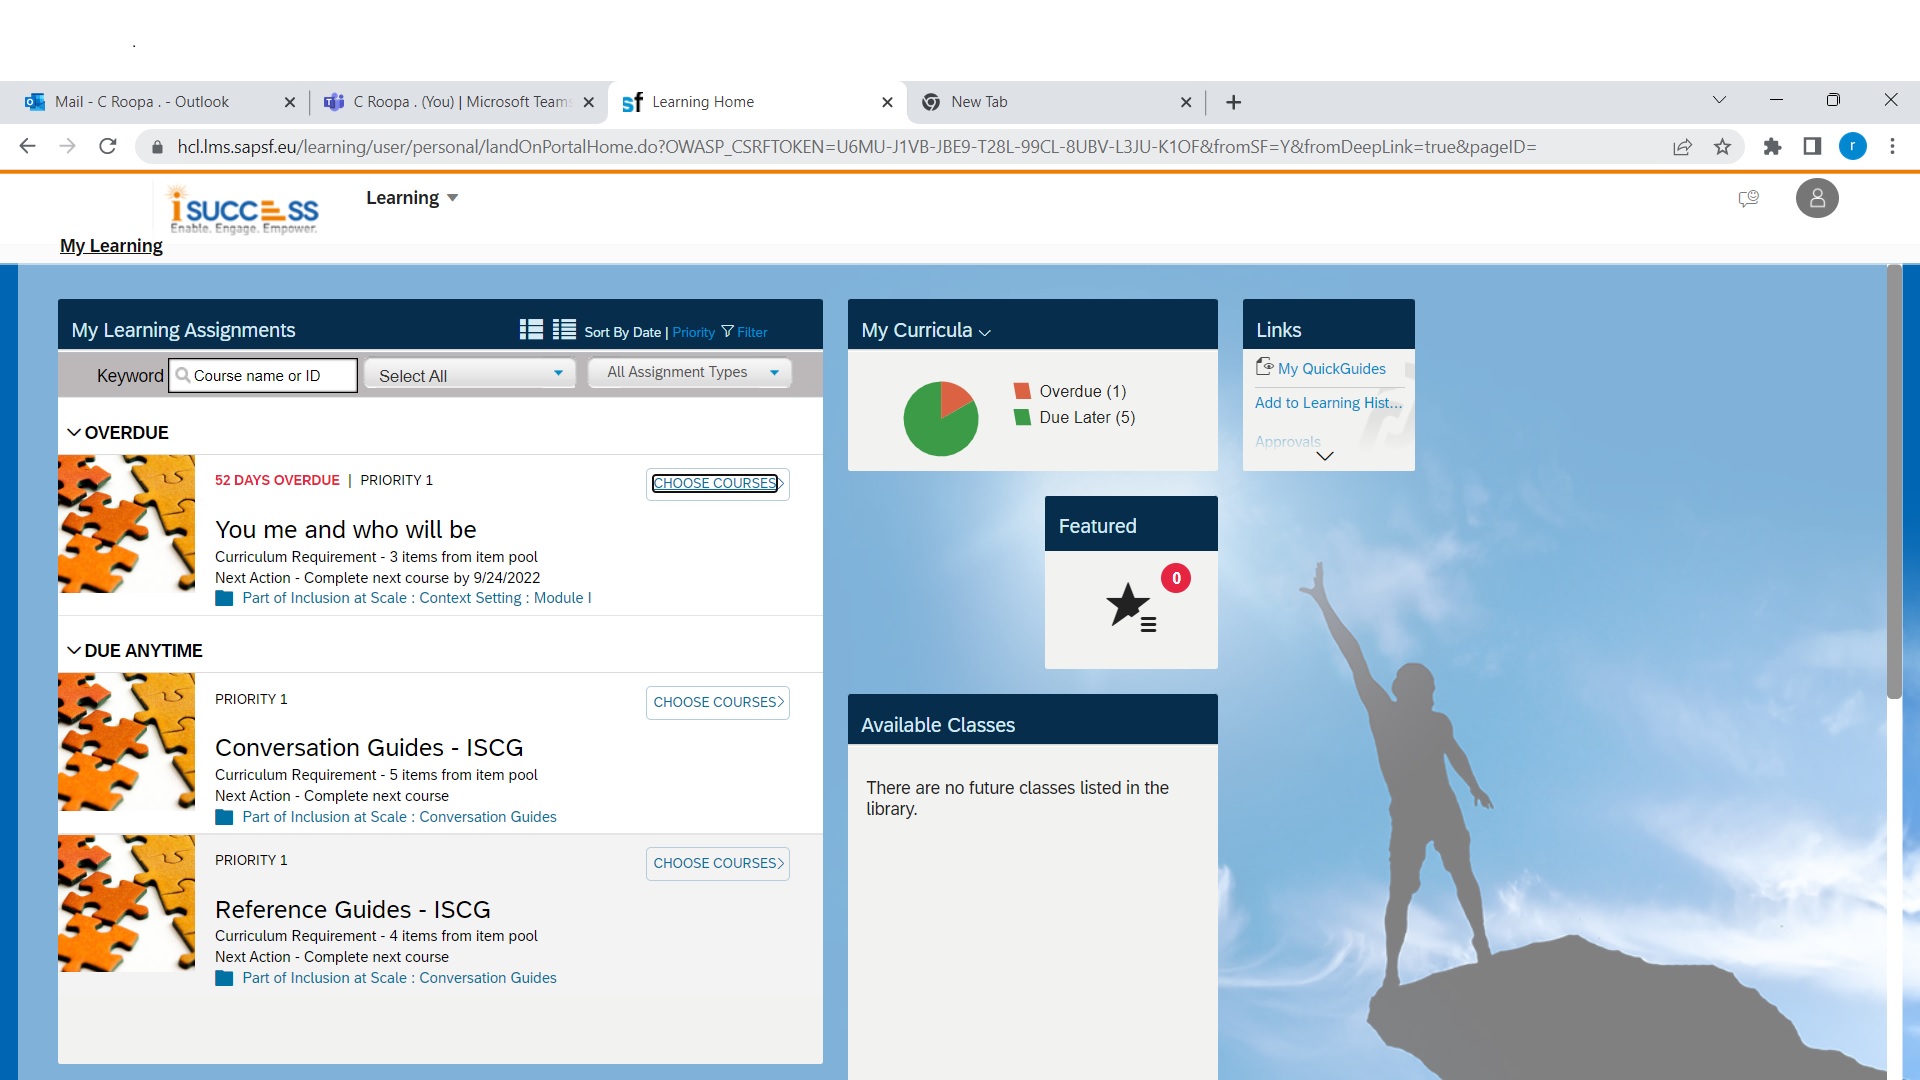 Mail - C Roopa . - Outlook
C Roopa . (You) | Microsoft Teams
sf Learning Home
New Tab
hcl.lms.sapsf.eu/learning/user/personal/landOnPortalHome.do?OWASP_CSRFTOKEN=U6MU-J1VB-JBE9-T28L-99CL-8UBV-L3JU-K1OF&fromSF=Y&fromDeepLink=true&pageID=
r
iSUCCESS
Enable. Engage. Empower.
Learning
My Learning
My Learning Assignments
Sort By Date | Priority Filter
Keyword
Course name or ID
Select All
All Assignment Types
OVERDUE
52 DAYS OVERDUE | PRIORITY 1
CHOOSE COURSES
You me and who will be
Curriculum Requirement - 3 items from item pool
Next Action - Complete next course by 9/24/2022
Part of Inclusion at Scale : Context Setting : Module I
DUE ANYTIME
PRIORITY 1
CHOOSE COURSES
Conversation Guides - ISCG
Curriculum Requirement - 5 items from item pool
Next Action - Complete next course
Part of Inclusion at Scale : Conversation Guides
PRIORITY 1
CHOOSE COURSES
Reference Guides - ISCG
Curriculum Requirement - 4 items from item pool
Next Action - Complete next course
Part of Inclusion at Scale : Conversation Guides
My Curricula
Overdue (1)
Due Later (5)
Links
My QuickGuides
Add to Learning Hist...
Approvals
Featured
0
Available Classes
There are no future classes listed in the
library.